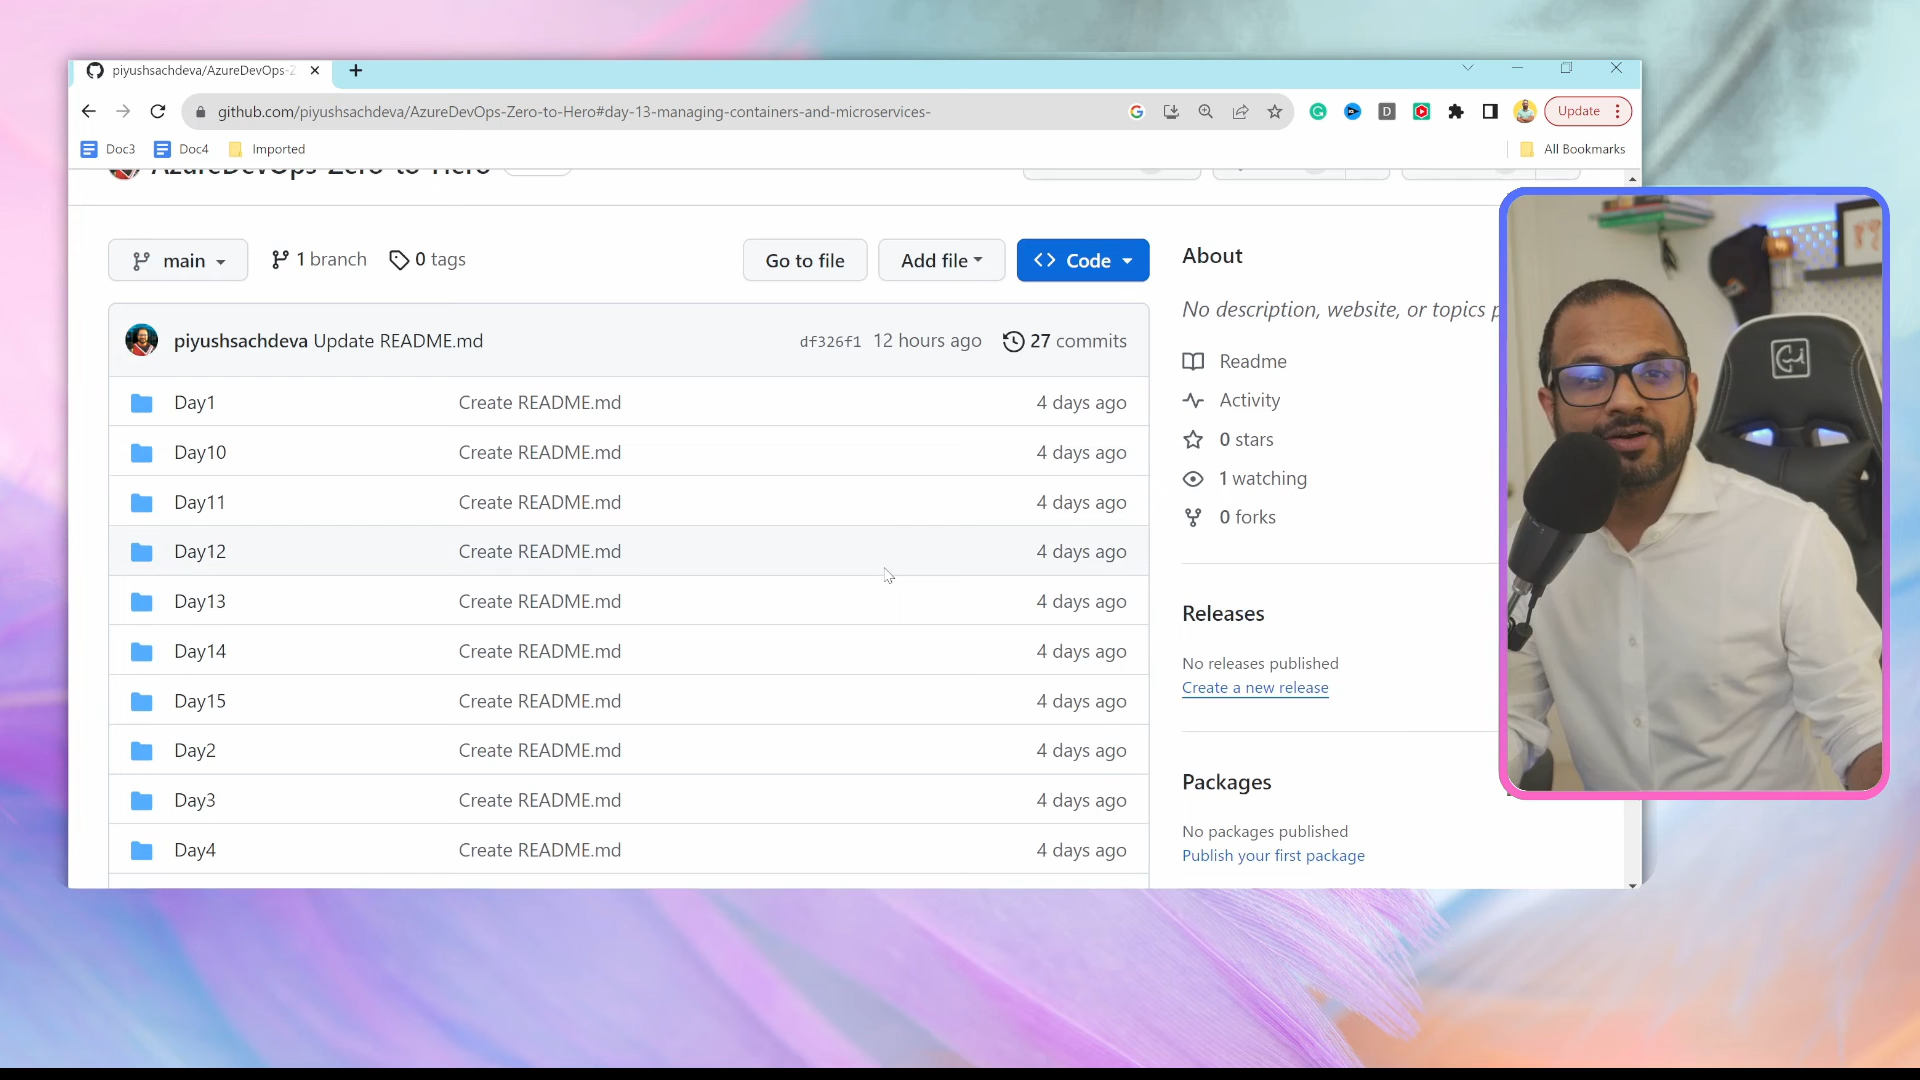 piyushsachdeva/AzureDevOps-Z
github.com/piyushsachdeva/AzureDevOps-Zero-to-Hero#day-13-managing-containers-and-microservices-
Update
Doc3
Doc4
Imported
All Bookmarks
AzureDevOps-Zero-to-Hero
main
1 branch
0 tags
Go to file
Add file
Code
piyushsachdeva Update README.md
df326f1
12 hours ago
27 commits
Day1
Create README.md
4 days ago
Day10
Create README.md
4 days ago
Day11
Create README.md
4 days ago
Day12
Create README.md
4 days ago
Day13
Create README.md
4 days ago
Day14
Create README.md
4 days ago
Day15
Create README.md
4 days ago
Day2
Create README.md
4 days ago
Day3
Create README.md
4 days ago
Day4
Create README.md
4 days ago
About
No description, website, or topics p
Readme
Activity
0 stars
1 watching
0 forks
Releases
No releases published
Create a new release
Packages
No packages published
Publish your first package